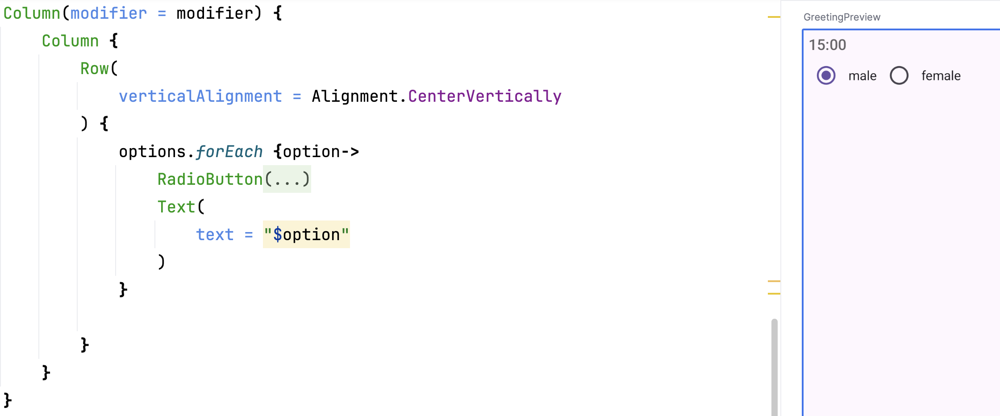 Column(modifier = modifier) {
Column {
Row(
verticalAlignment = Alignment.CenterVertically
) {
options.forEach {option->
RadioButton(...)
Text(
text = "$option"
)
}
}
}
}
GreetingPreview
15:00
male female